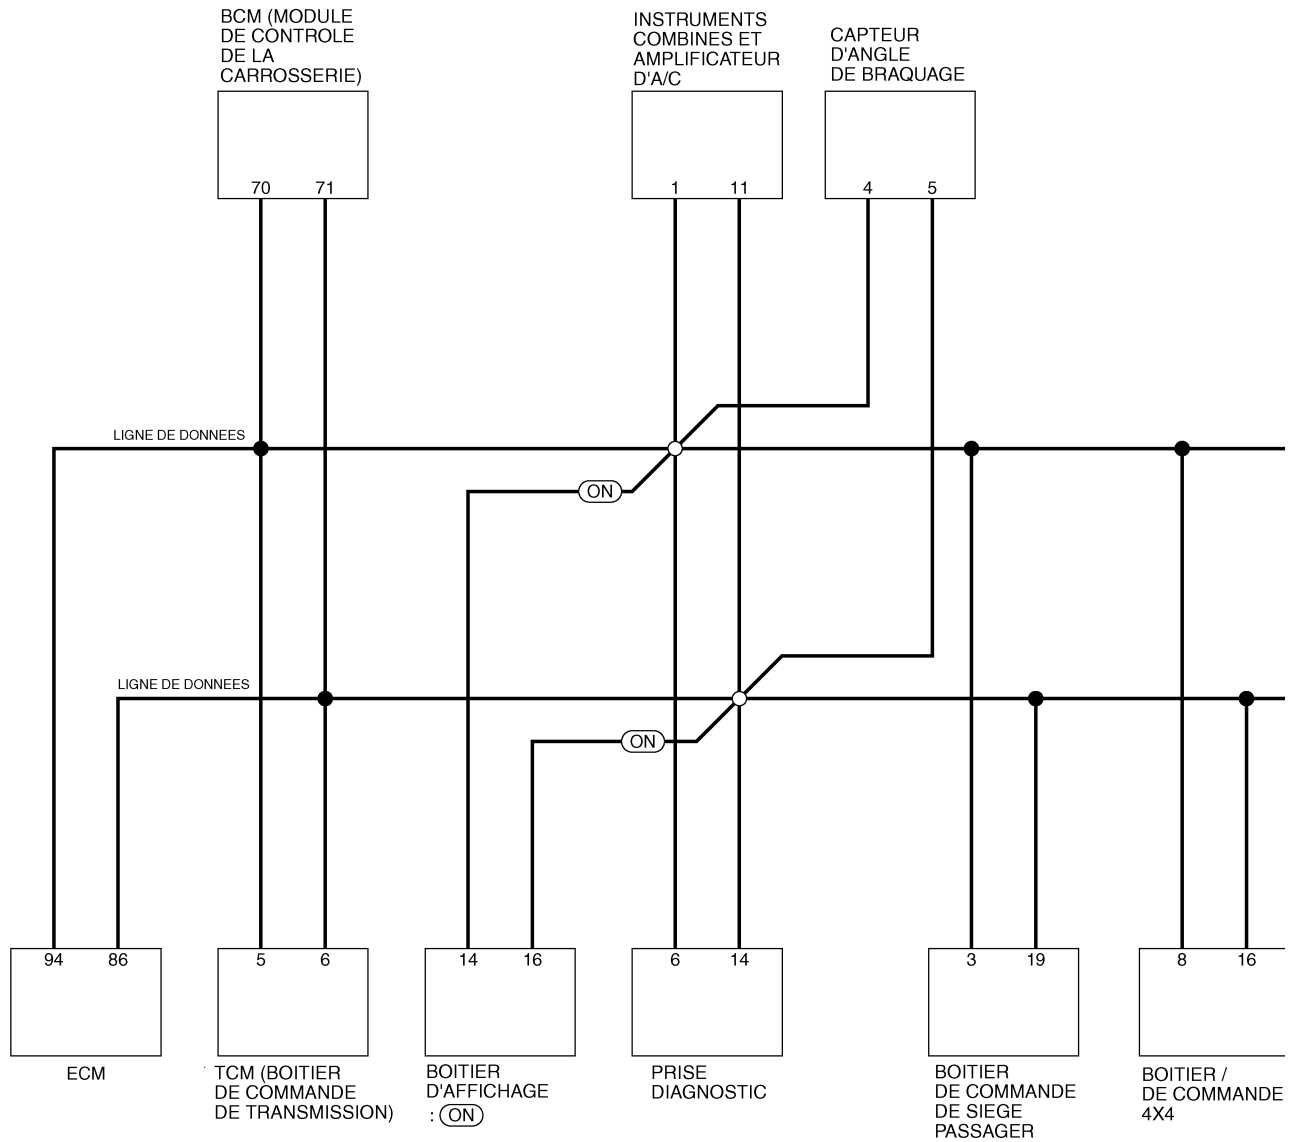 BCM (MODULE
DE CONTROLE
DE LA
CARROSSERIE)
INSTRUMENTS
COMBINES ET
AMPLIFICATEUR
D'A/C
CAPTEUR
D'ANGLE
DE BRAQUAGE
70 71
1 11
4 5
LIGNE DE DONNEES
ON
LIGNE DE DONNEES
ON
94 86
5 6
14 16
6 14
3 19
8 16
ECM
TCM (BOITIER
DE COMMANDE
DE TRANSMISSION)
BOITIER
D'AFFICHAGE
: ON
PRISE
DIAGNOSTIC
BOITIER
DE COMMANDE
DE SIEGE
PASSAGER
BOITIER /
DE COMMANDE
4X4